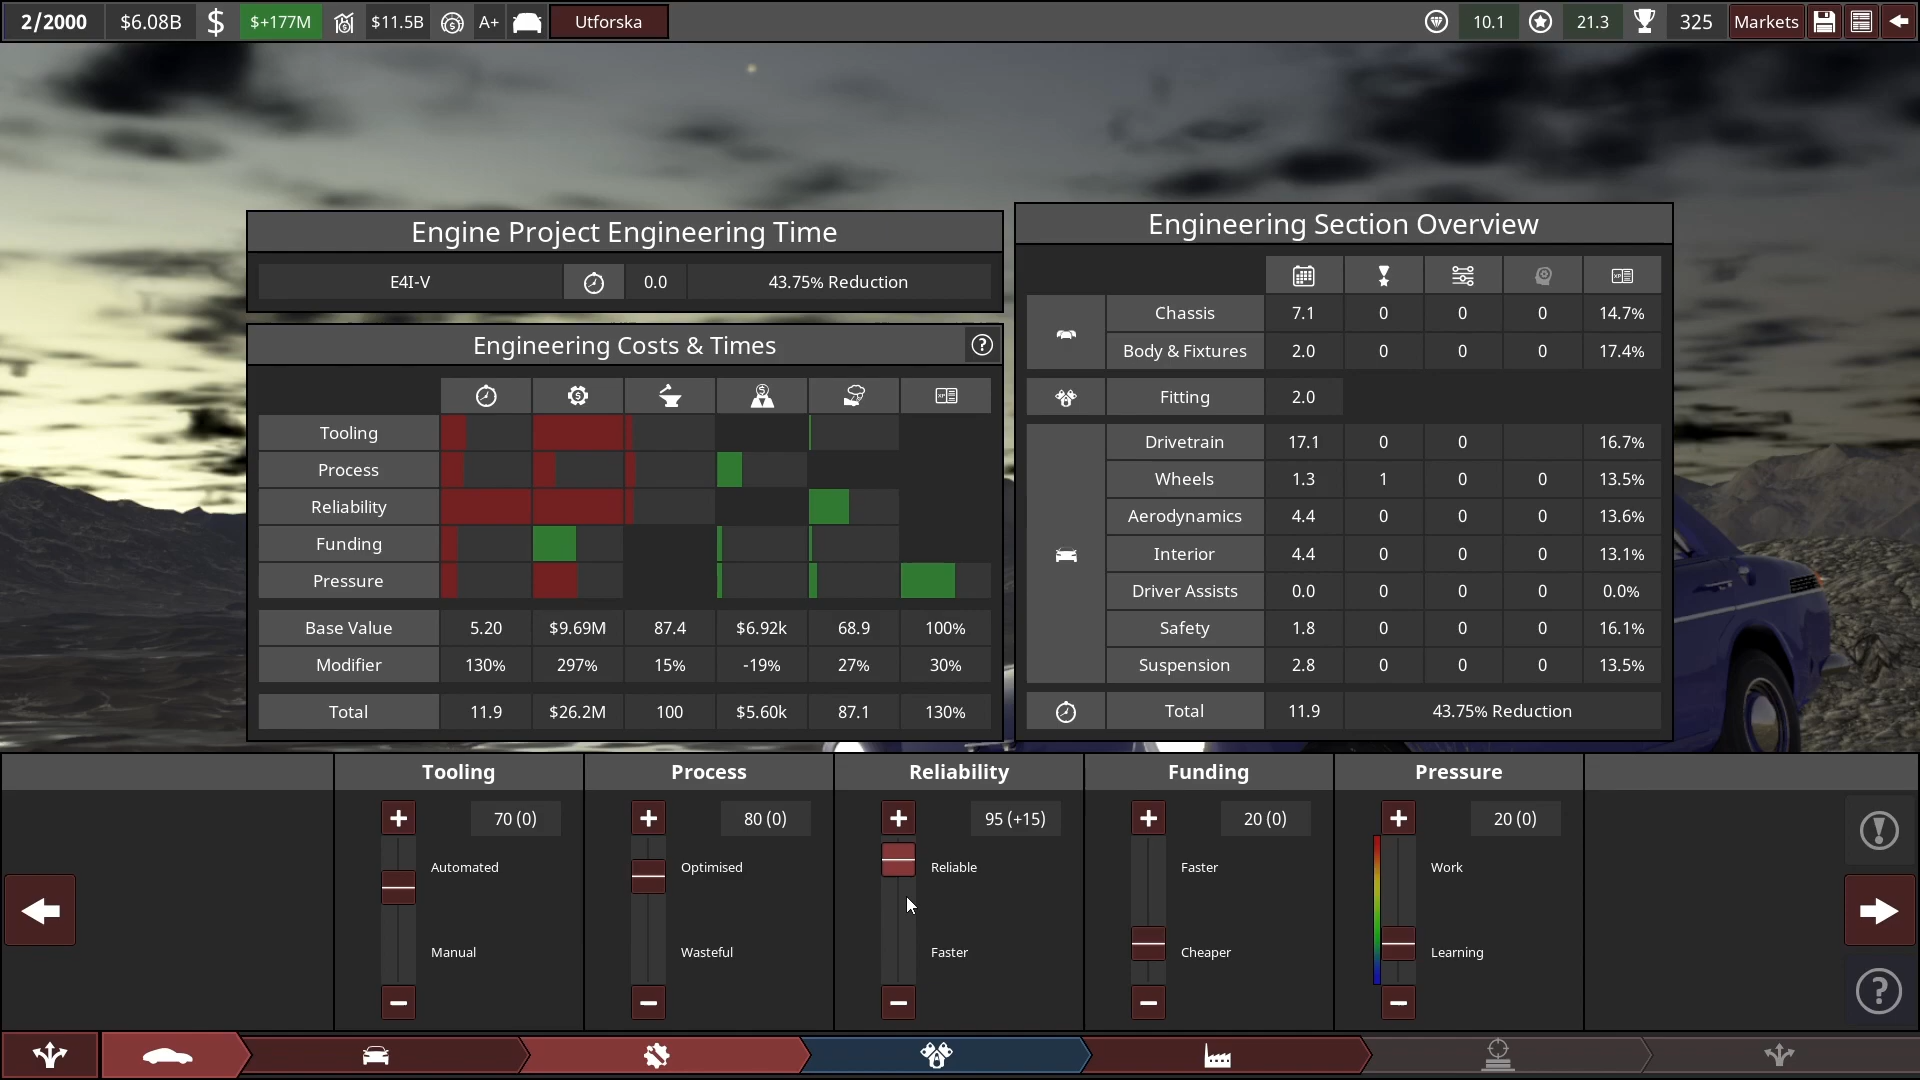 2/2000 $6.08B $+177M $11.5B A+ Utforska 10.1 21.3 325 Markets
Engine Project Engineering Time
E4I-V 0.0 43.75% Reduction
Engineering Costs & Times
Tooling
Process
Reliability
Funding
Pressure
Base Value 5.20 $9.69M 87.4 $6.92k 68.9 100%
Modifier 130% 297% 15% -19% 27% 30%
Total 11.9 $26.2M 100 $5.60k 87.1 130%
Engineering Section Overview
Chassis 7.1 0 0 0 14.7%
Body & Fixtures 2.0 0 0 0 17.4%
Fitting 2.0
Drivetrain 17.1 0 0 16.7%
Wheels 1.3 1 0 0 13.5%
Aerodynamics 4.4 0 0 0 13.6%
Interior 4.4 0 0 0 13.1%
Driver Assists 0.0 0 0 0 0.0%
Safety 1.8 0 0 0 16.1%
Suspension 2.8 0 0 0 13.5%
Total 11.9 43.75% Reduction
Tooling
70 (0)
Automated
Manual
Process
80 (0)
Optimised
Wasteful
Reliability
95 (+15)
Reliable
Faster
Funding
20 (0)
Faster
Cheaper
Pressure
20 (0)
Work
Learning